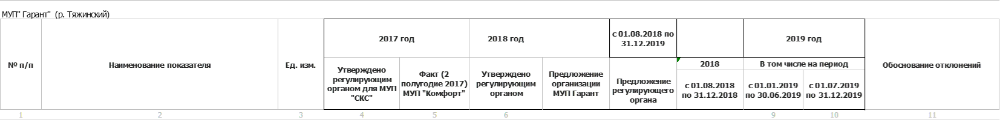 МУП" Гарант"  (р. Тяжинский)
№ п/п
Наименование показателя
Ед. изм.
2017 год
2018 год
с 01.08.2018 по
31.12.2019
2019 год
Обоснование отклонений
Утверждено
регулирующим
органом для МУП
"СКС"
Факт (2
полугодие 2017)
МУП "Комфорт"
Утверждено
регулирующим
органом
Предложение
организации
МУП Гарант
Предложение
регулирующего
органа
2018
В том числе на период
с 01.08.2018
по 31.12.2018
с 01.01.2019
по 30.06.2019
с 01.07.2019
по 31.12.2019
1 2 3 4 5 6 9 10 11